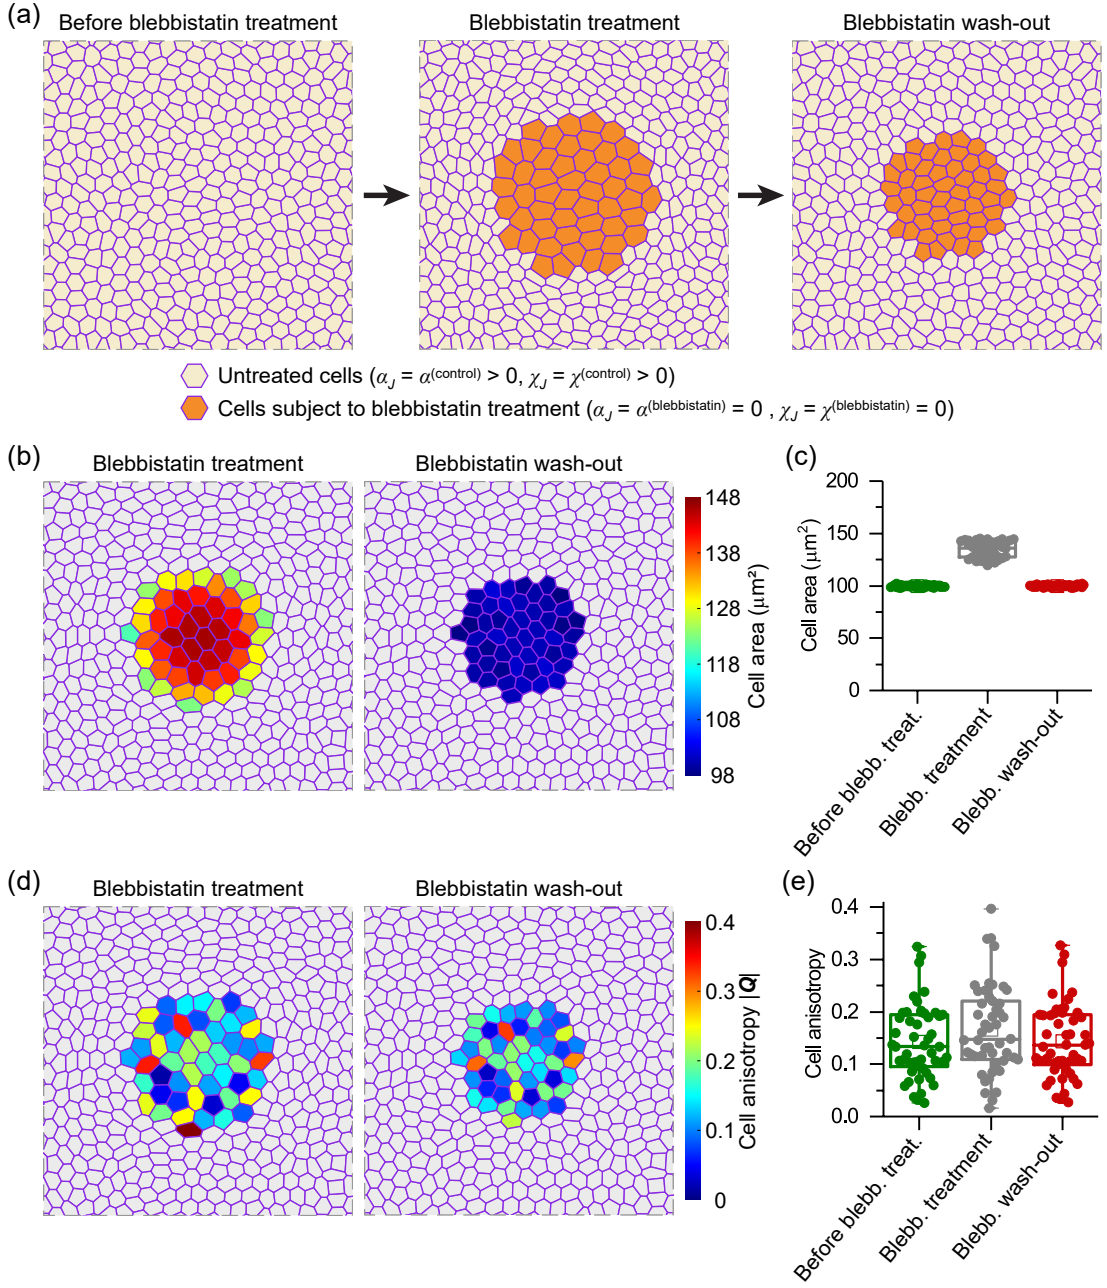 (a)
Before blebbistatin treatment
Blebbistatin treatment
Blebbistatin wash-out
Untreated cells (α_J = α^(control) > 0, χ_J = χ^(control) > 0)
Cells subject to blebbistatin treatment (α_J = α^(blebbistatin) = 0 , χ_J = χ^(blebbistatin) = 0)
(b)
Blebbistatin treatment
Blebbistatin wash-out
148
138
128
118
108
98
Cell area (μm²)
(c)
200
150
100
50
0
Cell area (μm²)
Before blebb. treat.
Blebb. treatment
Blebb. wash-out
(d)
Blebbistatin treatment
Blebbistatin wash-out
0.4
0.3
0.2
0.1
0
Cell anisotropy |Q|
(e)
0.4
0.3
0.2
0.1
0.0
Cell anisotropy
Before blebb. treat.
Blebb. treatment
Blebb. wash-out